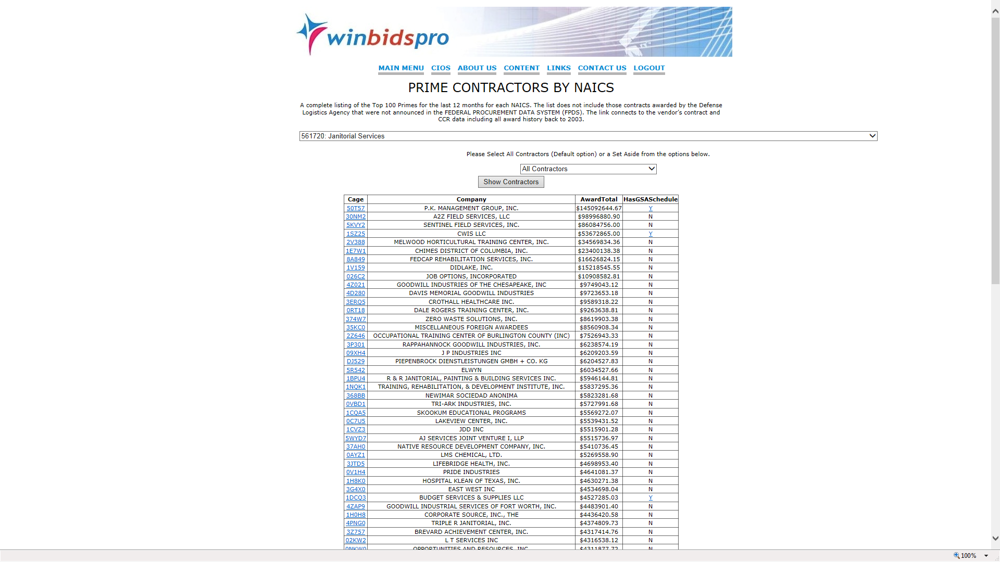 winbidspro
MAIN MENU CIOS ABOUT US CONTENT LINKS CONTACT US LOGOUT
PRIME CONTRACTORS BY NAICS
A complete listing of the Top 100 Primes for the last 12 months for each NAICS. The list does not include those contracts awarded by the Defense
Logistics Agency that were not announced in the FEDERAL PROCUREMENT DATA SYSTEM (FPDS). The link connects to the vendor's contract and
CCR data including all award history back to 2003.
561720: Janitorial Services
Please Select All Contractors (Default option) or a Set Aside from the options below.
All Contractors
Show Contractors
Cage Company AwardTotal HasGSASchedule
50T57 P.K. MANAGEMENT GROUP, INC. $145092644.67 Y
30NM2 A2Z FIELD SERVICES, LLC $98996880.90 N
5KVY2 SENTINEL FIELD SERVICES, INC. $86084756.00 N
1SZ25 CWIS LLC $53672865.00 Y
2V388 MELWOOD HORTICULTURAL TRAINING CENTER, INC. $34569834.36 N
1E7W1 CHIMES DISTRICT OF COLUMBIA, INC. $23400138.38 N
8A849 FEDCAP REHABILITATION SERVICES, INC. $16626824.15 N
1V159 DIDLAKE, INC. $15218545.55 N
026C2 JOB OPTIONS, INCORPORATED $10908582.81 N
4Z021 GOODWILL INDUSTRIES OF THE CHESAPEAKE, INC $9749043.12 N
4D280 DAVIS MEMORIAL GOODWILL INDUSTRIES $9723653.18 N
3ERQ5 CROTHALL HEALTHCARE INC. $9589318.22 N
0RT18 DALE ROGERS TRAINING CENTER, INC. $9263638.81 N
374W7 ZERO WASTE SOLUTIONS, INC. $8619903.38 N
35KC0 MISCELLANEOUS FOREIGN AWARDEES $8560908.34 N
2Z646 OCCUPATIONAL TRAINING CENTER OF BURLINGTON COUNTY (INC) $7526943.33 N
3P301 RAPPAHANNOCK GOODWILL INDUSTRIES, INC. $6238574.19 N
09XH4 J P INDUSTRIES INC $6209203.59 N
DJ529 PIEPENBROCK DIENSTLEISTUNGEN GMBH + CO. KG $6204527.83 N
5R542 ELWYN $6034527.66 N
1BPU4 R & R JANITORIAL, PAINTING & BUILDING SERVICES INC. $5946144.81 N
1NQK1 TRAINING, REHABILITATION, & DEVELOPMENT INSTITUTE, INC. $5837295.36 N
368BB NEWIMAR SOCIEDAD ANONIMA $5823281.68 N
0VBD1 TRI-ARK INDUSTRIES, INC. $5727991.68 N
1CQA5 SKOOKUM EDUCATIONAL PROGRAMS $5569272.07 N
0C7U5 LAKEVIEW CENTER, INC. $5539431.52 N
1CVZ3 JDD INC $5515901.28 N
5WYD7 AJ SERVICES JOINT VENTURE I, LLP $5515736.97 N
37AH0 NATIVE RESOURCE DEVELOPMENT COMPANY, INC. $5410736.45 N
0AYZ1 LMS CHEMICAL, LTD. $5269558.90 N
3JTD5 LIFEBRIDGE HEALTH, INC. $4698953.40 N
0V1H4 PRIDE INDUSTRIES $4641081.37 N
1H8K0 HOSPITAL KLEAN OF TEXAS, INC. $4630271.38 N
3G4X0 EAST WEST INC $4534698.04 N
1DCQ3 BUDGET SERVICES & SUPPLIES LLC $4527285.03 Y
4ZAP9 GOODWILL INDUSTRIAL SERVICES OF FORT WORTH, INC. $4483901.40 N
1H0H8 CORPORATE SOURCE, INC., THE $4436420.58 N
4PNG0 TRIPLE R JANITORIAL, INC. $4374809.73 N
3Z757 BREVARD ACHIEVEMENT CENTER, INC. $4317414.76 N
02KW2 L T SERVICES INC $4316538.12 N
0NKW0 OPPORTUNITIES AND RESOURCES, INC. $4311877.72 N
100%